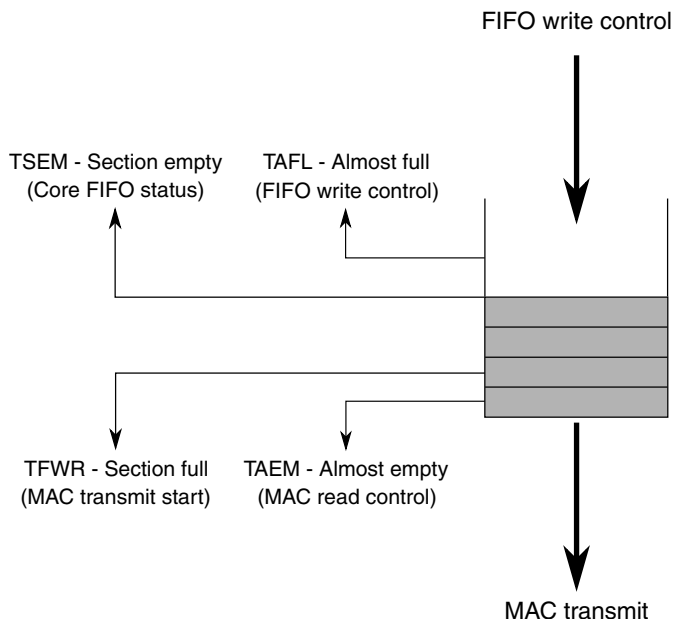 FIFO write control
TSEM - Section empty
(Core FIFO status)
TAFL - Almost full
(FIFO write control)
TFWR - Section full
(MAC transmit start)
TAEM - Almost empty
(MAC read control)
MAC transmit